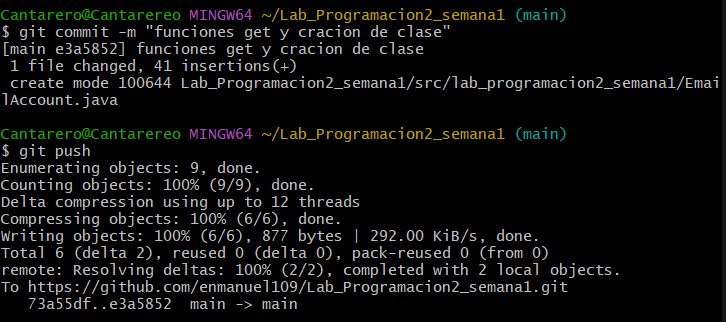 Cantarero@Cantarereo MINGW64 ~/Lab_Programacion2_semana1 (main)
$ git commit -m "funciones get y cracion de clase"
[main e3a5852] funciones get y cracion de clase
 1 file changed, 41 insertions(+)
 create mode 100644 Lab_Programacion2_semana1/src/lab_programacion2_semana1/Emai
lAccount.java
Cantarero@Cantarereo MINGW64 ~/Lab_Programacion2_semana1 (main)
$ git push
Enumerating objects: 9, done.
Counting objects: 100% (9/9), done.
Delta compression using up to 12 threads
Compressing objects: 100% (6/6), done.
Writing objects: 100% (6/6), 877 bytes | 292.00 KiB/s, done.
Total 6 (delta 2), reused 0 (delta 0), pack-reused 0 (from 0)
remote: Resolving deltas: 100% (2/2), completed with 2 local objects.
To https://github.com/enmanuel109/Lab_Programacion2_semana1.git
   73a55df..e3a5852  main -> main